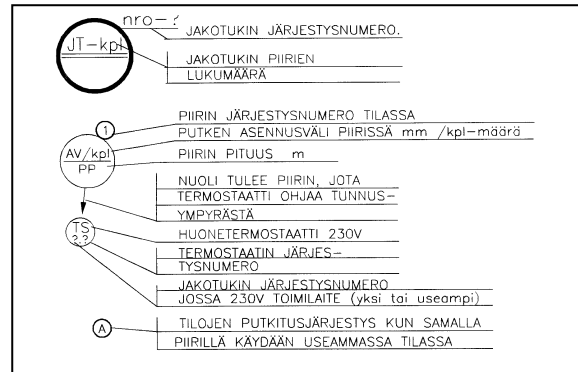 nro-?
JAKOTUKIN JÄRJESTYSNUMERO.
JT-kpl
JAKOTUKIN PIIRIEN
LUKUMÄÄRÄ
1
PIIRIN JÄRJESTYSNUMERO TILASSA
PUTKEN ASENNUSVÄLI PIIRISSÄ mm /kpl-määrä
AV/kpl
PP
PIIRIN PITUUS m
NUOLI TULEE PIIRIN, JOTA
TERMOSTAATTI OHJAA TUNNUS-
YMPYRÄSTÄ
TS
?.?
HUONETERMOSTAATTI 230V
TERMOSTAATIN JÄRJES-
TYSNUMERO
JAKOTUKIN JÄRJESTYSNUMERO
JOSSA 230V TOIMILAITE (yksi tai useampi)
A
TILOJEN PUTKITUSJÄRJESTYS KUN SAMALLA
PIIRILLÄ KÄYDÄÄN USEAMMASSA TILASSA